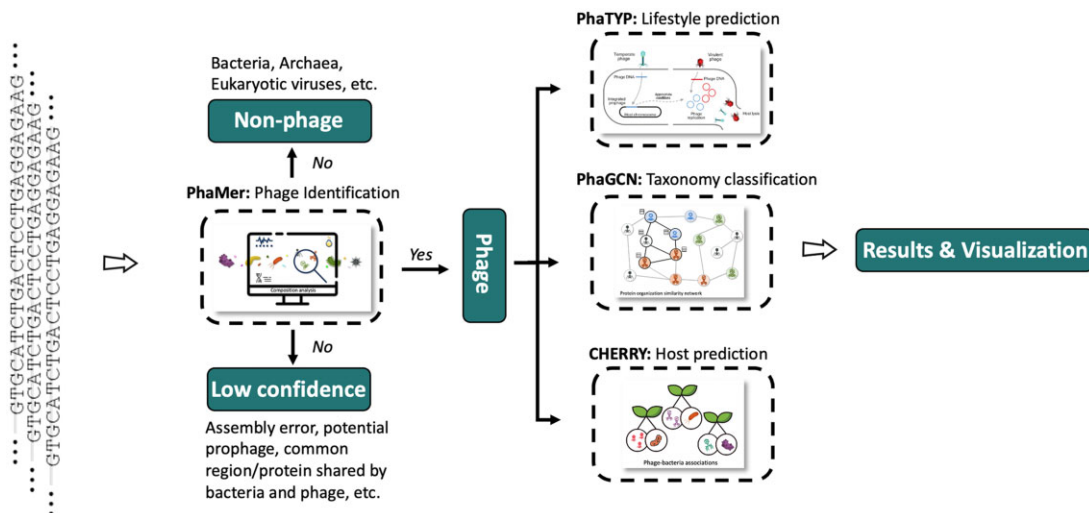 GTGCATCTGACTCCTGAGGAGAAG
GTGCATCTGACTCCTGAGGAGAAG
GTGCATCTGACTCCTGAGGAGAAG
Bacteria, Archaea,
Eukaryotic viruses, etc.
Non-phage
No
PhaMer: Phage Identification
Composition analysis
Yes
No
Low confidence
Assembly error, potential
prophage, common
region/protein shared by
bacteria and phage, etc.
Phage
PhaTYP: Lifestyle prediction
Temperate
phage
Virulent
phage
Phage DNA
Phage DNA
Integrated
prophage
Phage
Host lysis
PhaGCN: Taxonomy classification
Protein organization similarity network
CHERRY: Host prediction
Phage-bacteria associations
Results & Visualization